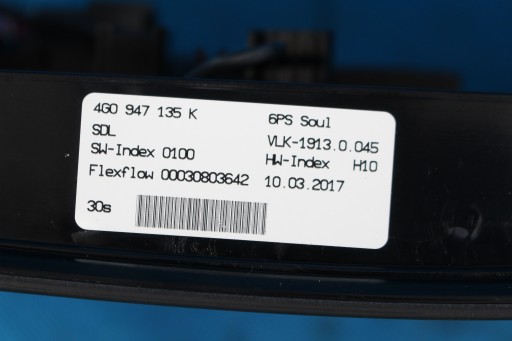 4G0 947 135 K 6PS Soul
SDL VLK-1913.0.045
SW-Index 0100 HW-Index H10
Flexflow 00030803642 10.03.2017
30s